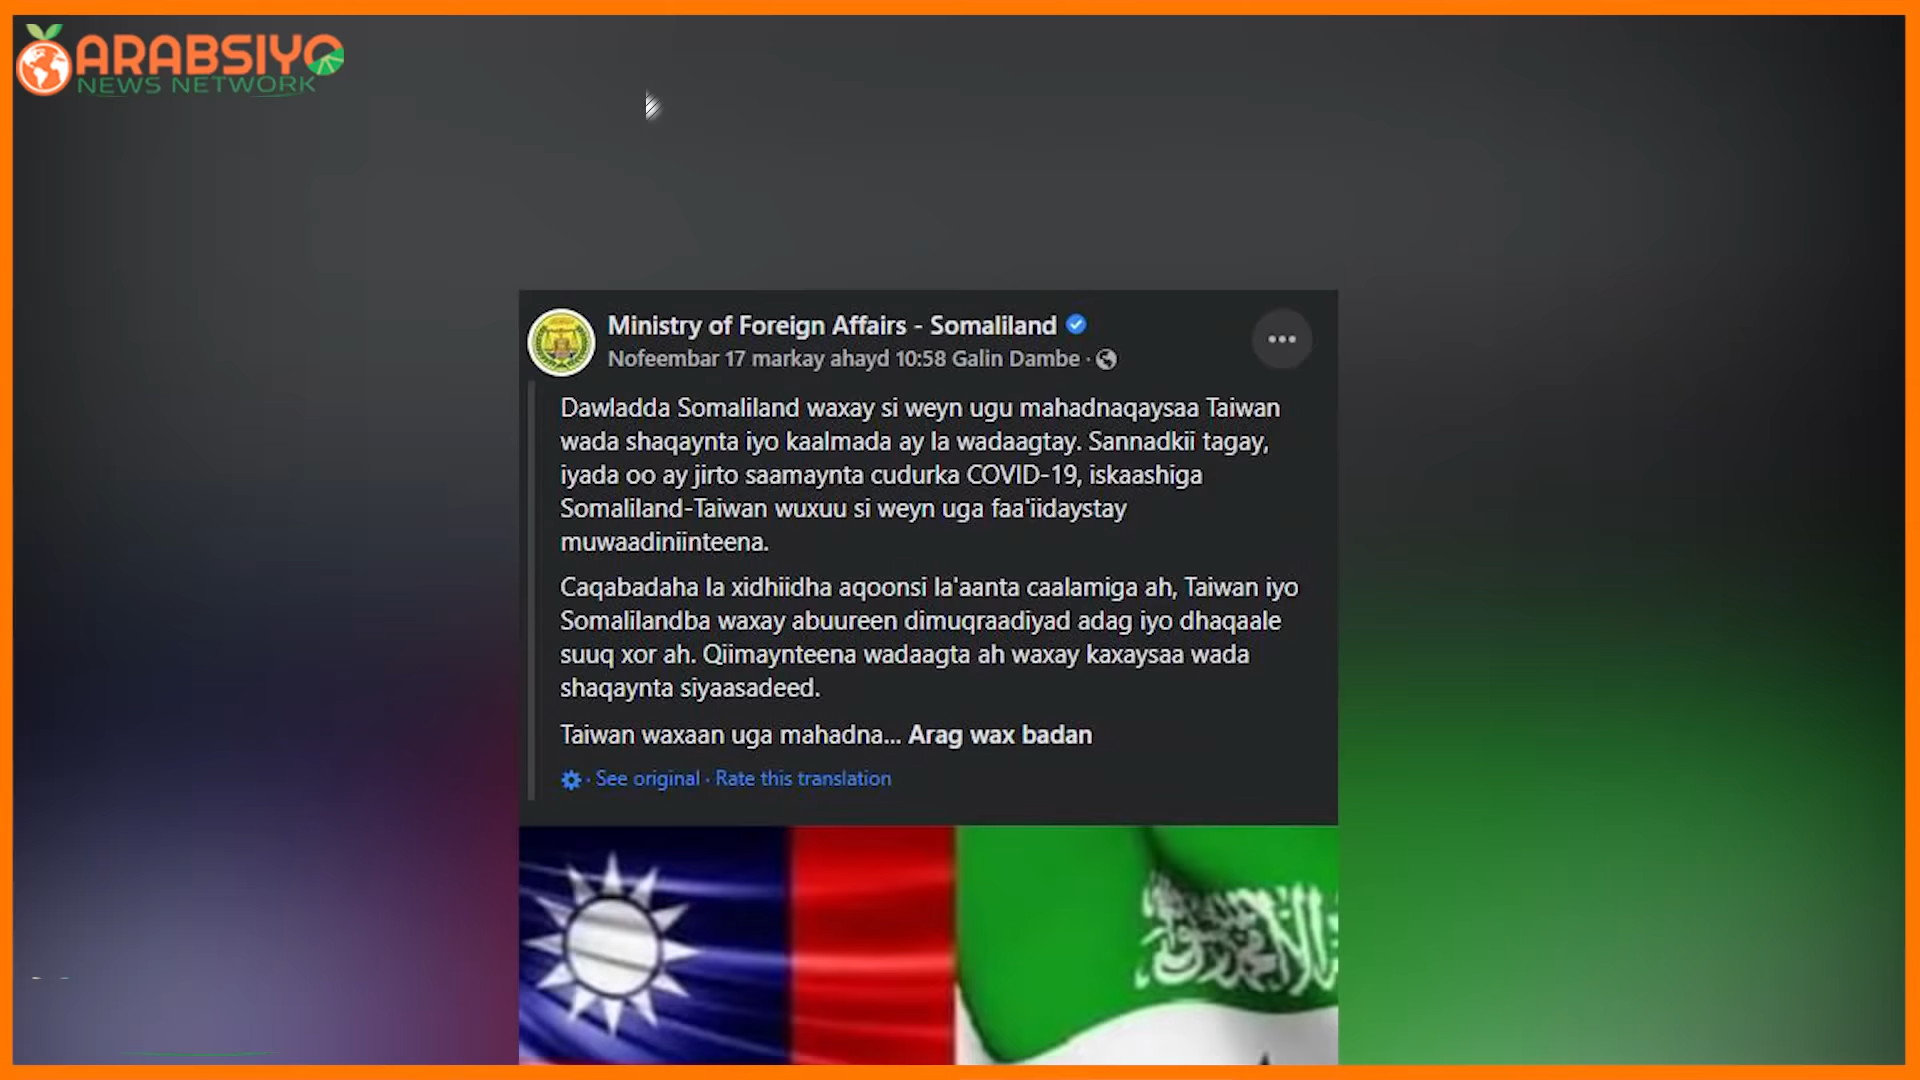 ARABSIYO
NEWS NETWORK
Ministry of Foreign Affairs - Somaliland
Nofeembar 17 markay ahayd 10:58 Galin Dambe ·
Dawladda Somaliland waxay si weyn ugu mahadnaqaysaa Taiwan
wada shaqaynta iyo kaalmada ay la wadaagtay. Sannadkii tagay,
iyada oo ay jirto saamaynta cudurka COVID-19, iskaashiga
Somaliland-Taiwan wuxuu si weyn uga faa'iidaystay
muwaadiniinteena.
Caqabadaha la xidhiidha aqoonsi la'aanta caalamiga ah, Taiwan iyo
Somalilandba waxay abuureen dimuqraadiyad adag iyo dhaqaale
suuq xor ah. Qiimaynteena wadaagta ah waxay kaxaysaa wada
shaqaynta siyaasadeed.
Taiwan waxaan uga mahadna... Arag wax badan
· See original · Rate this translation